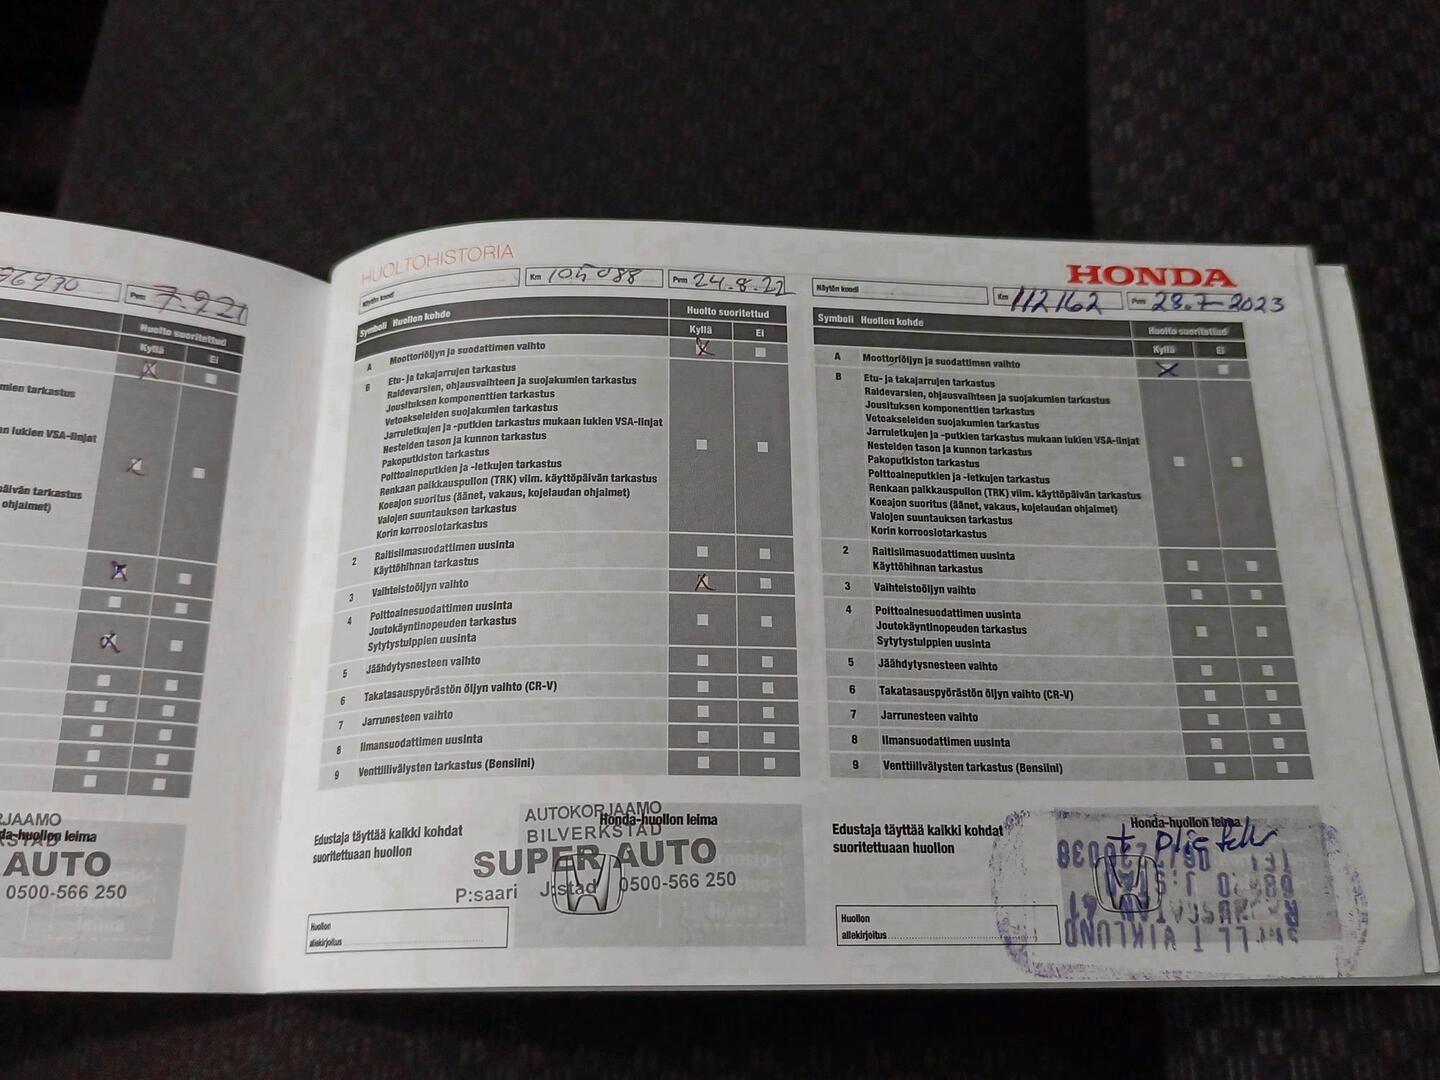 96930
Pvm 7.9.21
Huolto suoritettud
Kyllä Ei
mien tarkastus
an lukien VSA-linjat
päivän tarkastus
ohjaimet)
RJAAMO
da-huollon leima
KSTAD
AUTO
0500-566 250
HUOLTOHISTORIA
Näytön koodi
Km 105 088
Pvm 24.8.22
Symboli Huollon kohde
Huolto suoritettud
Kyllä Ei
A Moottoriöljyn ja suodattimen vaihto
B Etu- ja takajarrujen tarkastus
Raidevarsien, ohjausvaihteen ja suojakumien tarkastus
Jousituksen komponenttien tarkastus
Vetoakseleiden suojakumien tarkastus
Jarruletkujen ja -putkien tarkastus mukaan lukien VSA-linjat
Nesteiden tason ja kunnon tarkastus
Pakoputkiston tarkastus
Polttoaineputkien ja -letkujen tarkastus
Renkaan paikkauspullon (TRK) viim. käyttöpäivän tarkastus
Koeajon suoritus (äänet, vakaus, kojelaudan ohjaimet)
Valojen suuntauksen tarkastus
Korin korroosiotarkastus
2 Raitisilmasuodattimen uusinta
Käyttöhihnan tarkastus
3 Vaihteistoöljyn vaihto
4 Polttoainesuodattimen uusinta
Joutokäyntinopeuden tarkastus
Sytytystulppien uusinta
5 Jäähdytysnesteen vaihto
6 Takatasauspyörästön öljyn vaihto (CR-V)
7 Jarrunesteen vaihto
8 Ilmansuodattimen uusinta
9 Venttiilivälysten tarkastus (Bensiini)
Edustaja täyttää kaikki kohdat
suoritettuaan huollon
AUTOKORJAAMO
Honda-huollon leima
BILVERKSTAD
SUPER AUTO
P:saari J:stad 0500-566 250
Huollon
allekirjoitus
HONDA
Näytön koodi
Km 112162
Pvm 28.7-2023
Symboli Huollon kohde
Huolto suoritettud
Kyllä Ei
A Moottoriöljyn ja suodattimen vaihto
B Etu- ja takajarrujen tarkastus
Raidevarsien, ohjausvaihteen ja suojakumien tarkastus
Jousituksen komponenttien tarkastus
Vetoakseleiden suojakumien tarkastus
Jarruletkujen ja -putkien tarkastus mukaan lukien VSA-linjat
Nesteiden tason ja kunnon tarkastus
Pakoputkiston tarkastus
Polttoaineputkien ja -letkujen tarkastus
Renkaan paikkauspullon (TRK) viim. käyttöpäivän tarkastus
Koeajon suoritus (äänet, vakaus, kojelaudan ohjaimet)
Valojen suuntauksen tarkastus
Korin korroosiotarkastus
2 Raitisilmasuodattimen uusinta
Käyttöhihnan tarkastus
3 Vaihteistoöljyn vaihto
4 Polttoainesuodattimen uusinta
Joutokäyntinopeuden tarkastus
Sytytystulppien uusinta
5 Jäähdytysnesteen vaihto
6 Takatasauspyörästön öljyn vaihto (CR-V)
7 Jarrunesteen vaihto
8 Ilmansuodattimen uusinta
9 Venttiilivälysten tarkastus (Bensiini)
Edustaja täyttää kaikki kohdat
suoritettuaan huollon
Honda-huollon leima
Huollon
allekirjoitus